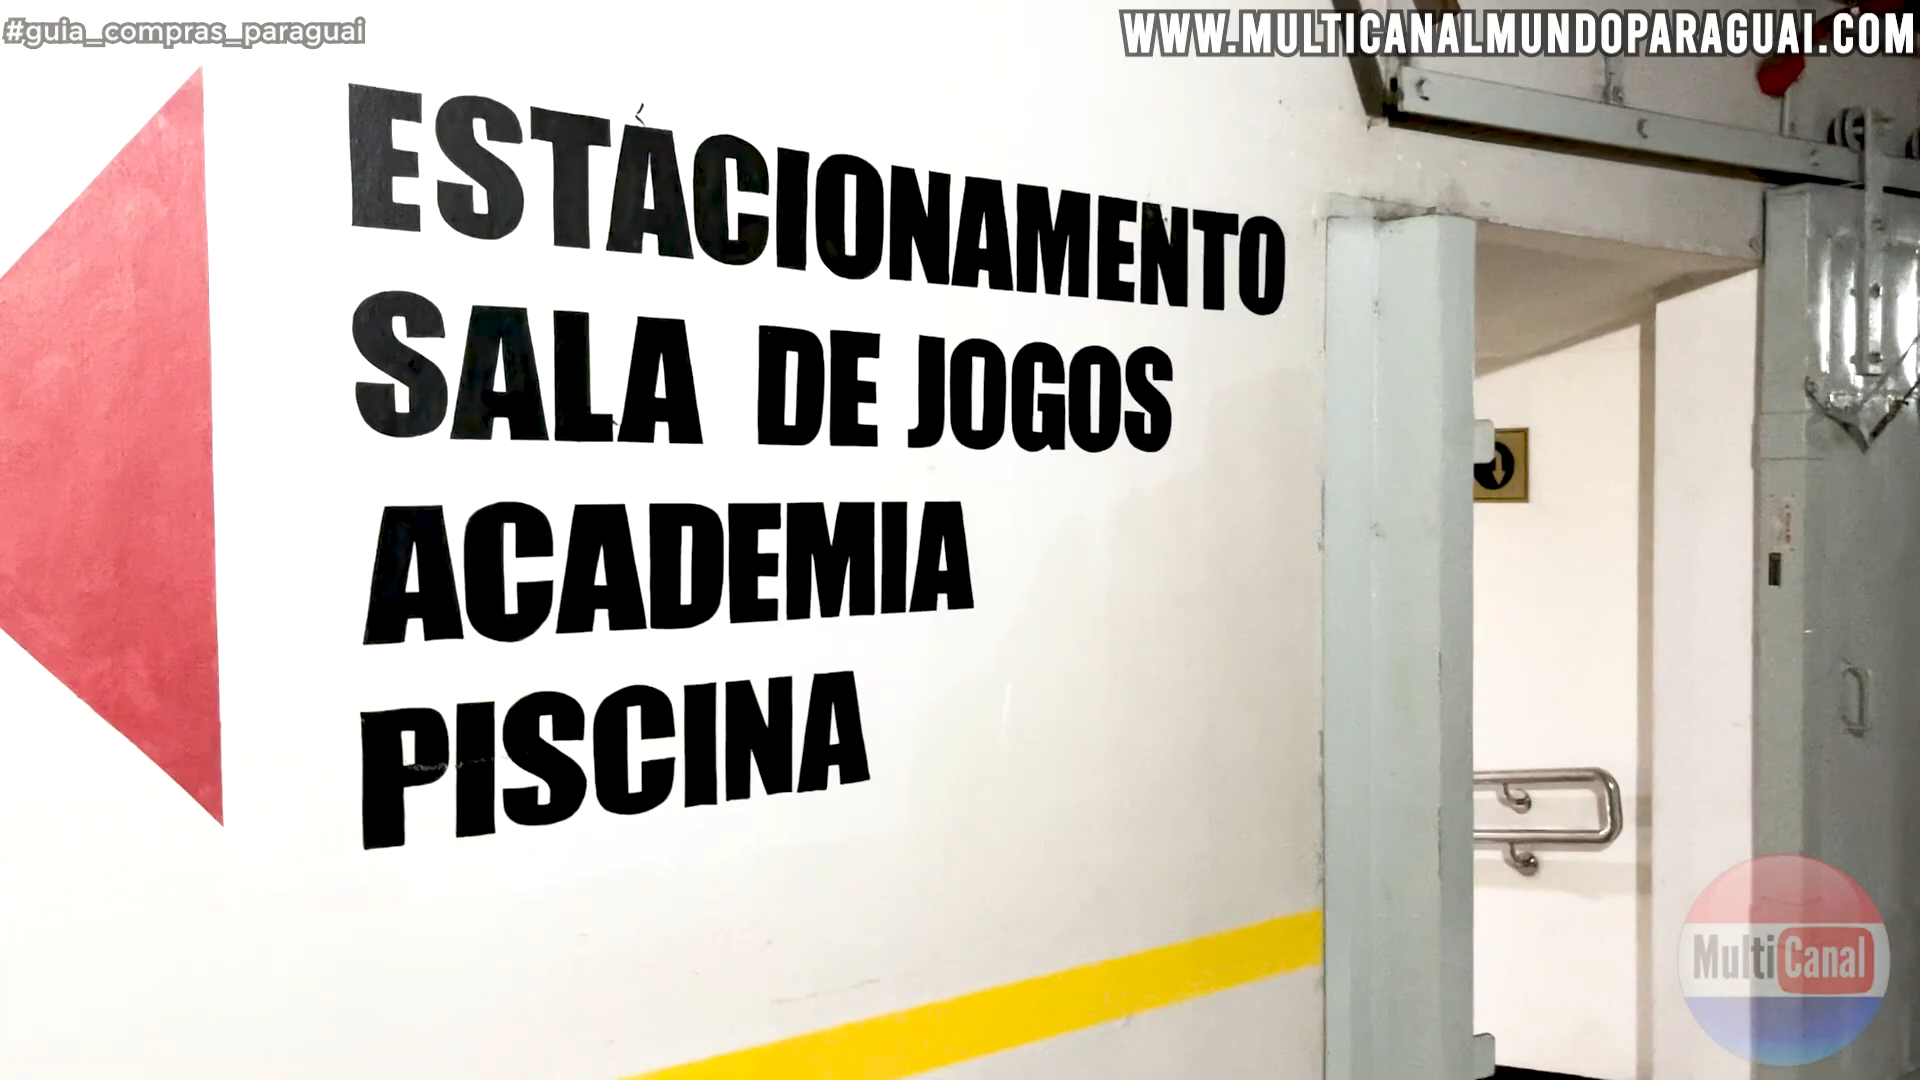 #guia_compras_paraguai
WWW.MULTICANALMUNDOPARAGUAI.COM
ESTACIONAMENTO
SALA DE JOGOS
ACADEMIA
PISCINA
MultiCanal